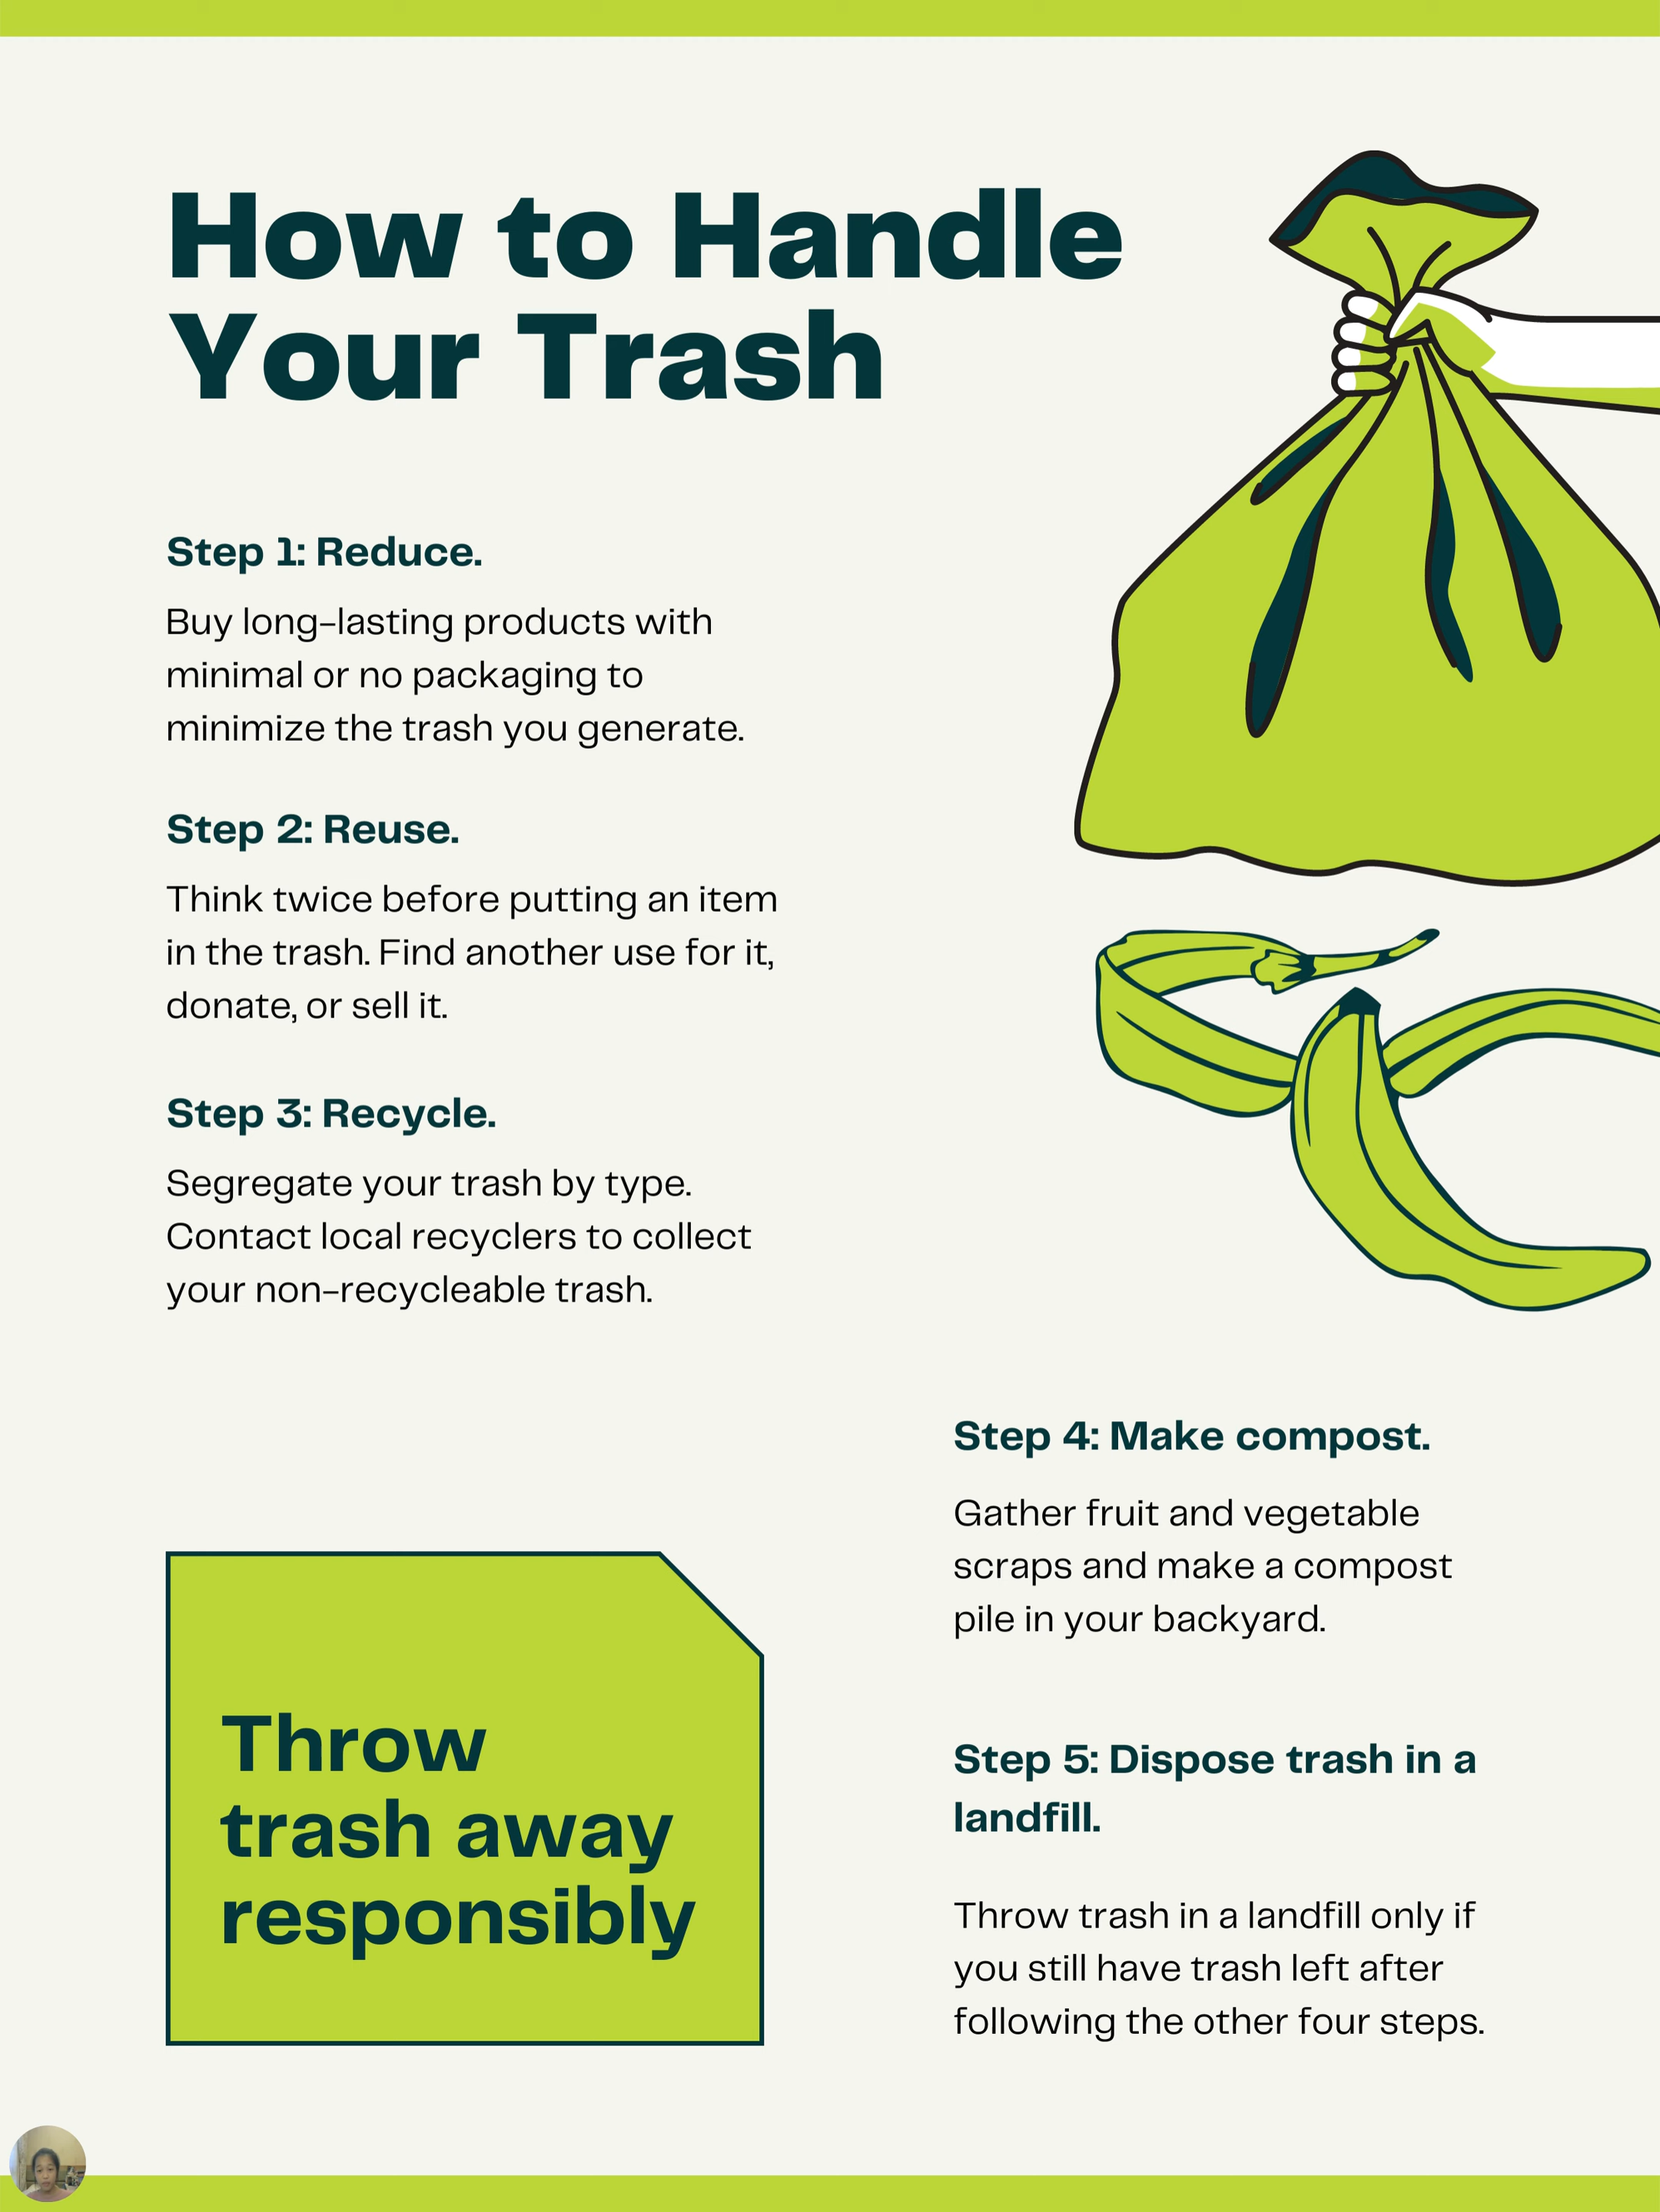 How to Handle
Your Trash
Step 1: Reduce.
Buy long-lasting products with
minimal or no packaging to
minimize the trash you generate.
Step 2: Reuse.
Think twice before putting an item
in the trash. Find another use for it,
donate, or sell it.
Step 3: Recycle.
Segregate your trash by type.
Contact local recyclers to collect
your non-recycleable trash.
Step 4: Make compost.
Gather fruit and vegetable
scraps and make a compost
pile in your backyard.
Step 5: Dispose trash in a
landfill.
Throw trash in a landfill only if
you still have trash left after
following the other four steps.
Throw
trash away
responsibly